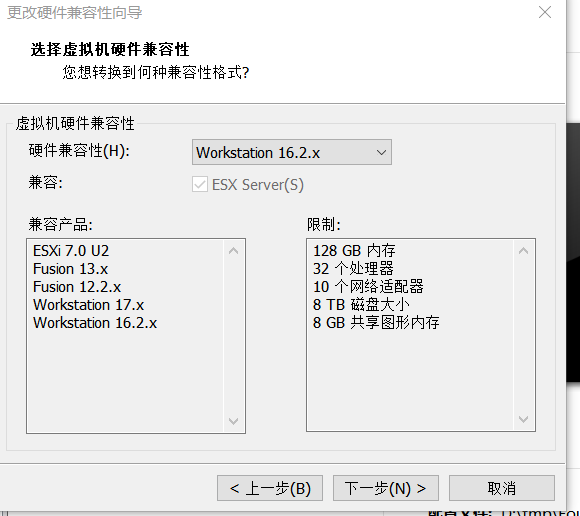 更改硬件兼容性向导
选择虚拟机硬件兼容性
您想转换到何种兼容性格式?
虚拟机硬件兼容性
硬件兼容性(H): Workstation 16.2.x
兼容: ESX Server(S)
兼容产品:
ESXi 7.0 U2
Fusion 13.x
Fusion 12.2.x
Workstation 17.x
Workstation 16.2.x
限制:
128 GB 内存
32 个处理器
10 个网络适配器
8 TB 磁盘大小
8 GB 共享图形内存
< 上一步(B) 下一步(N) > 取消